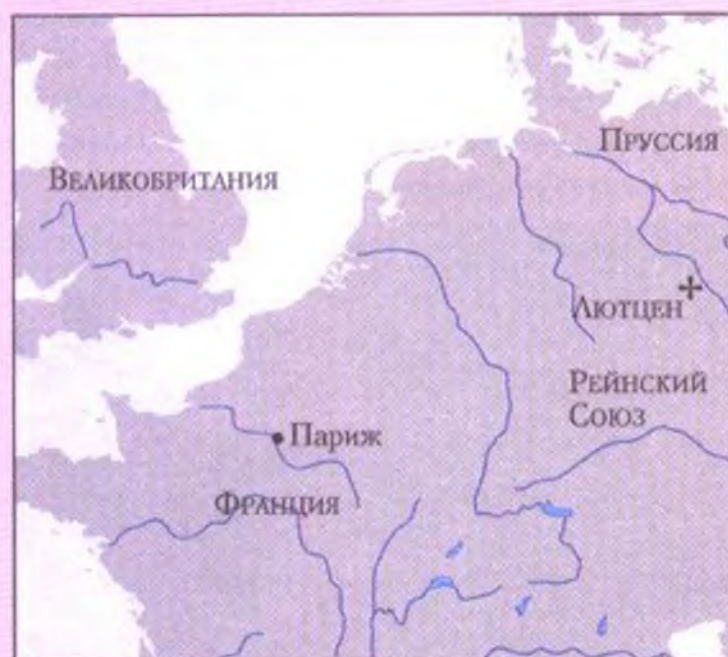 Пруссия
Великобритания
Лютцен
Рейнский
Союз
Париж
Франция